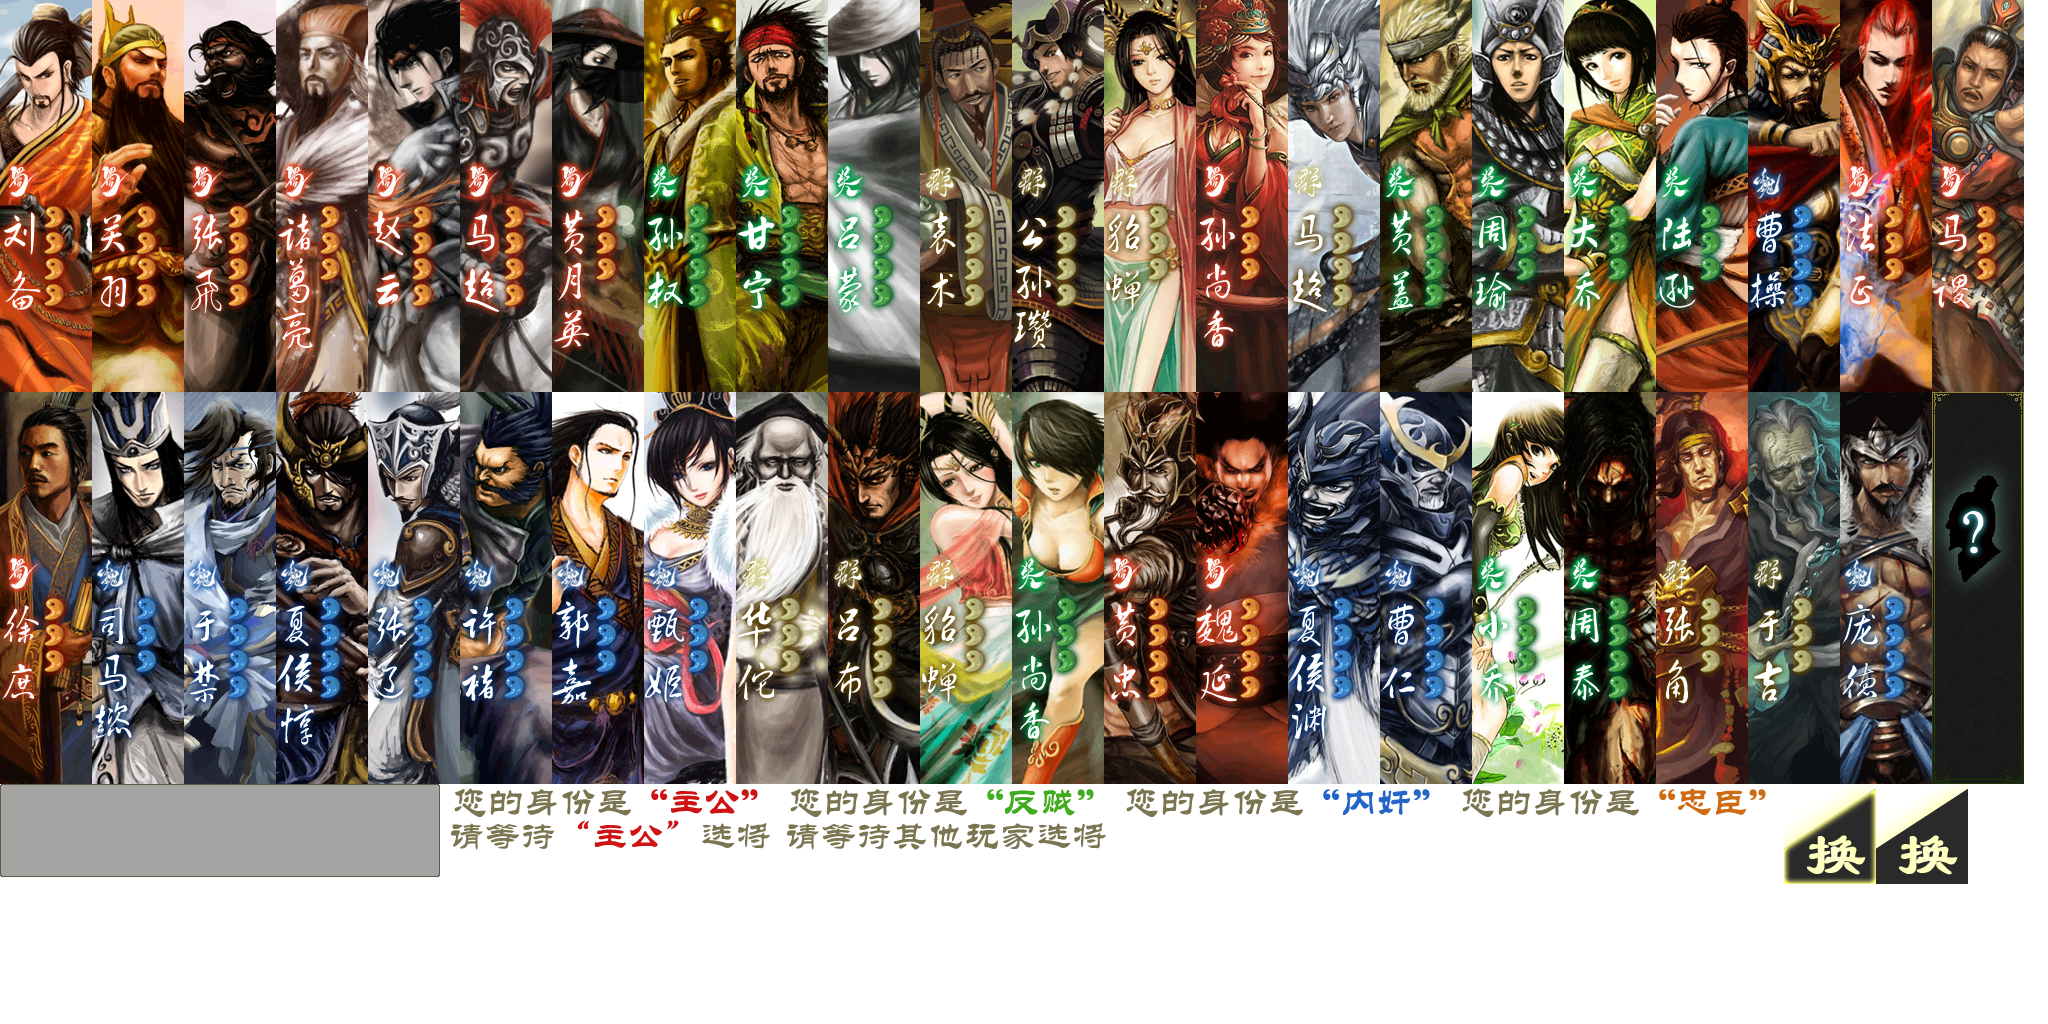 蜀 刘备
蜀 关羽
蜀 张飞
蜀 诸葛亮
蜀 赵云
蜀 马超
蜀 黄月英
吴 孙权
吴 甘宁
吴 吕蒙
群 袁术
群 公孙瓒
群 貂蝉
蜀 孙尚香
群 马超
吴 黄盖
吴 周瑜
吴 大乔
吴 陆逊
魏 曹操
蜀 法正
蜀 马谡
蜀 徐庶
魏 司马懿
魏 于禁
魏 夏侯惇
魏 张辽
魏 许褚
魏 郭嘉
魏 甄姬
群 华佗
群 吕布
群 貂蝉
吴 孙尚香
蜀 黄忠
蜀 魏延
魏 夏侯渊
魏 曹仁
吴 小乔
吴 周泰
群 张角
群 于吉
魏 庞德
?
您的身份是“主公” 您的身份是“反贼” 您的身份是“内奸” 您的身份是“忠臣”
请等待“主公”选将 请等待其他玩家选将
换 换